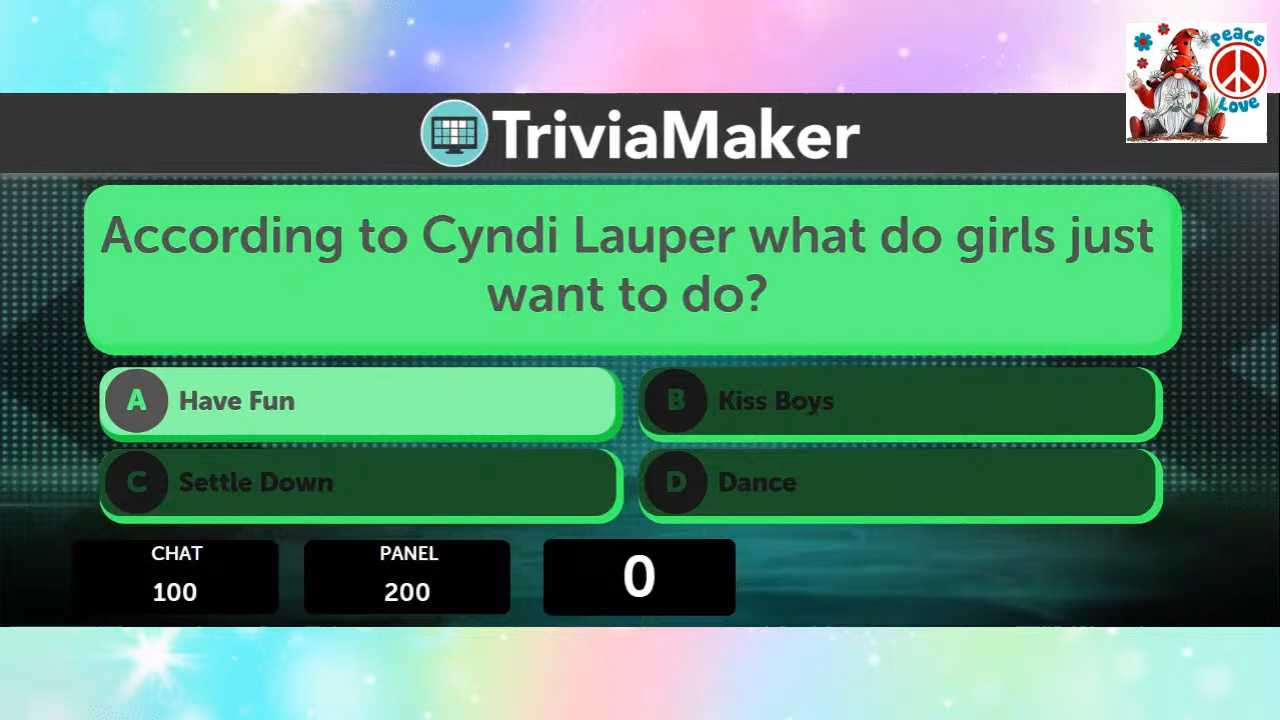 Peace
Love
TriviaMaker
According to Cyndi Lauper what do girls just
want to do?
A Have Fun
B Kiss Boys
C Settle Down
D Dance
CHAT
100
PANEL
200
0